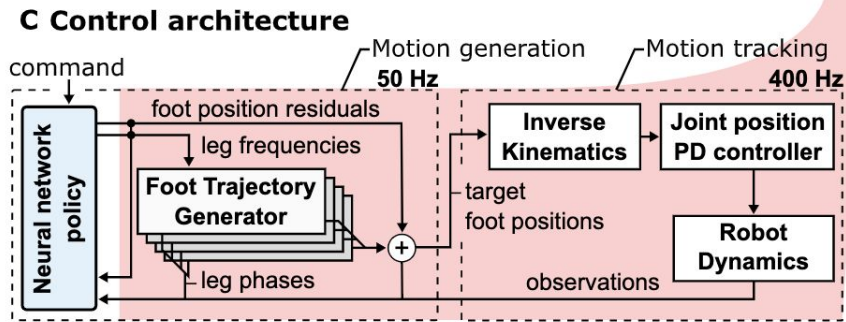 C Control architecture
Motion generation
50 Hz
Motion tracking
400 Hz
command
Neural network
policy
foot position residuals
leg frequencies
Foot Trajectory
Generator
leg phases
+
target
foot positions
Inverse
Kinematics
Joint position
PD controller
Robot
Dynamics
observations